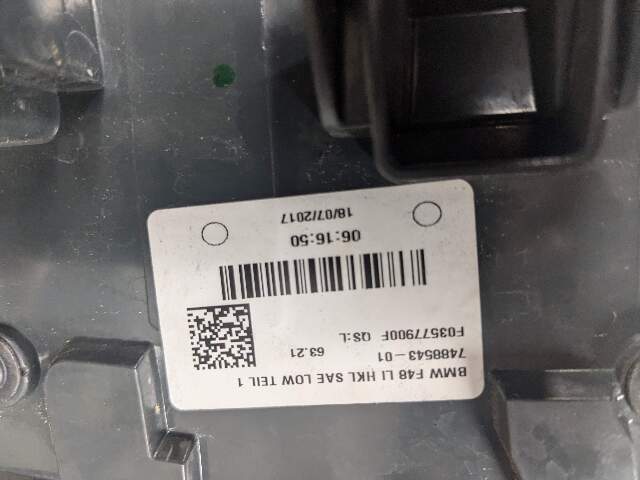 BMW F48 LI HKL SAE LOW TEIL 1
7488543-01 63.21
F03577900F QS:L
06:16:50
18/07/2017